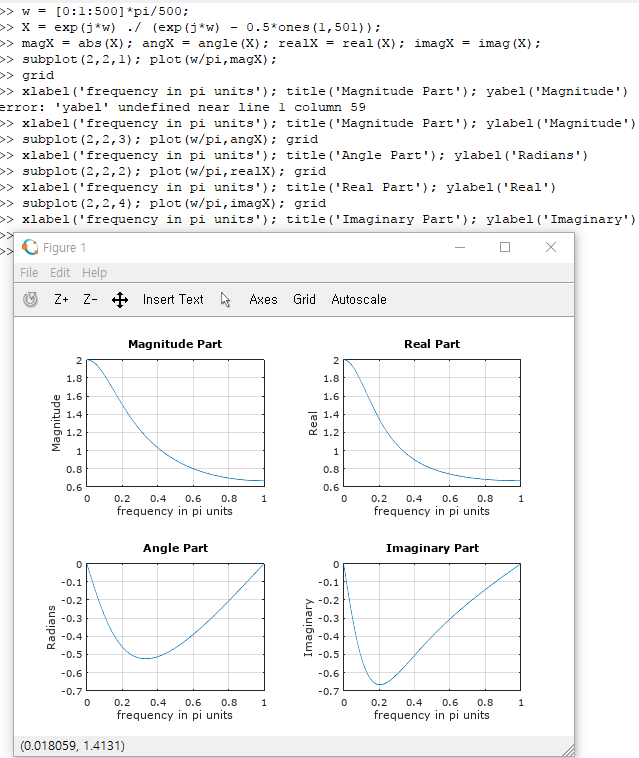 >> w = [0:1:500]*pi/500;
>> X = exp(j*w) ./ (exp(j*w) - 0.5*ones(1,501));
>> magX = abs(X); angX = angle(X); realX = real(X); imagX = imag(X);
>> subplot(2,2,1); plot(w/pi,magX);
>> grid
>> xlabel('frequency in pi units'); title('Magnitude Part'); yabel('Magnitude')
error: 'yabel' undefined near line 1 column 59
>> xlabel('frequency in pi units'); title('Magnitude Part'); ylabel('Magnitude')
>> subplot(2,2,3); plot(w/pi,angX); grid
>> xlabel('frequency in pi units'); title('Angle Part'); ylabel('Radians')
>> subplot(2,2,2); plot(w/pi,realX); grid
>> xlabel('frequency in pi units'); title('Real Part'); ylabel('Real')
>> subplot(2,2,4); plot(w/pi,imagX); grid
>> xlabel('frequency in pi units'); title('Imaginary Part'); ylabel('Imaginary')
>>
>>
Figure 1
File Edit Help
Z+ Z- Insert Text Axes Grid Autoscale
Magnitude Part
Magnitude
2
1.8
1.6
1.4
1.2
1
0.8
0.6
0 0.2 0.4 0.6 0.8 1
frequency in pi units
Real Part
Real
2
1.8
1.6
1.4
1.2
1
0.8
0.6
0 0.2 0.4 0.6 0.8 1
frequency in pi units
Angle Part
Radians
0
-0.1
-0.2
-0.3
-0.4
-0.5
-0.6
-0.7
0 0.2 0.4 0.6 0.8 1
frequency in pi units
Imaginary Part
Imaginary
0
-0.1
-0.2
-0.3
-0.4
-0.5
-0.6
-0.7
0 0.2 0.4 0.6 0.8 1
frequency in pi units
(0.018059, 1.4131)